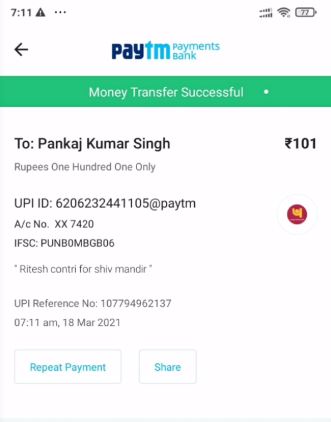 7:11 ... 77
paytm Payments Bank
Money Transfer Successful
To: Pankaj Kumar Singh ₹101
Rupees One Hundred One Only
UPI ID: 6206232441105@paytm
A/c No. XX 7420
IFSC: PUNB0MBGB06
" Ritesh contri for shiv mandir "
UPI Reference No: 107794962137
07:11 am, 18 Mar 2021
Repeat Payment Share